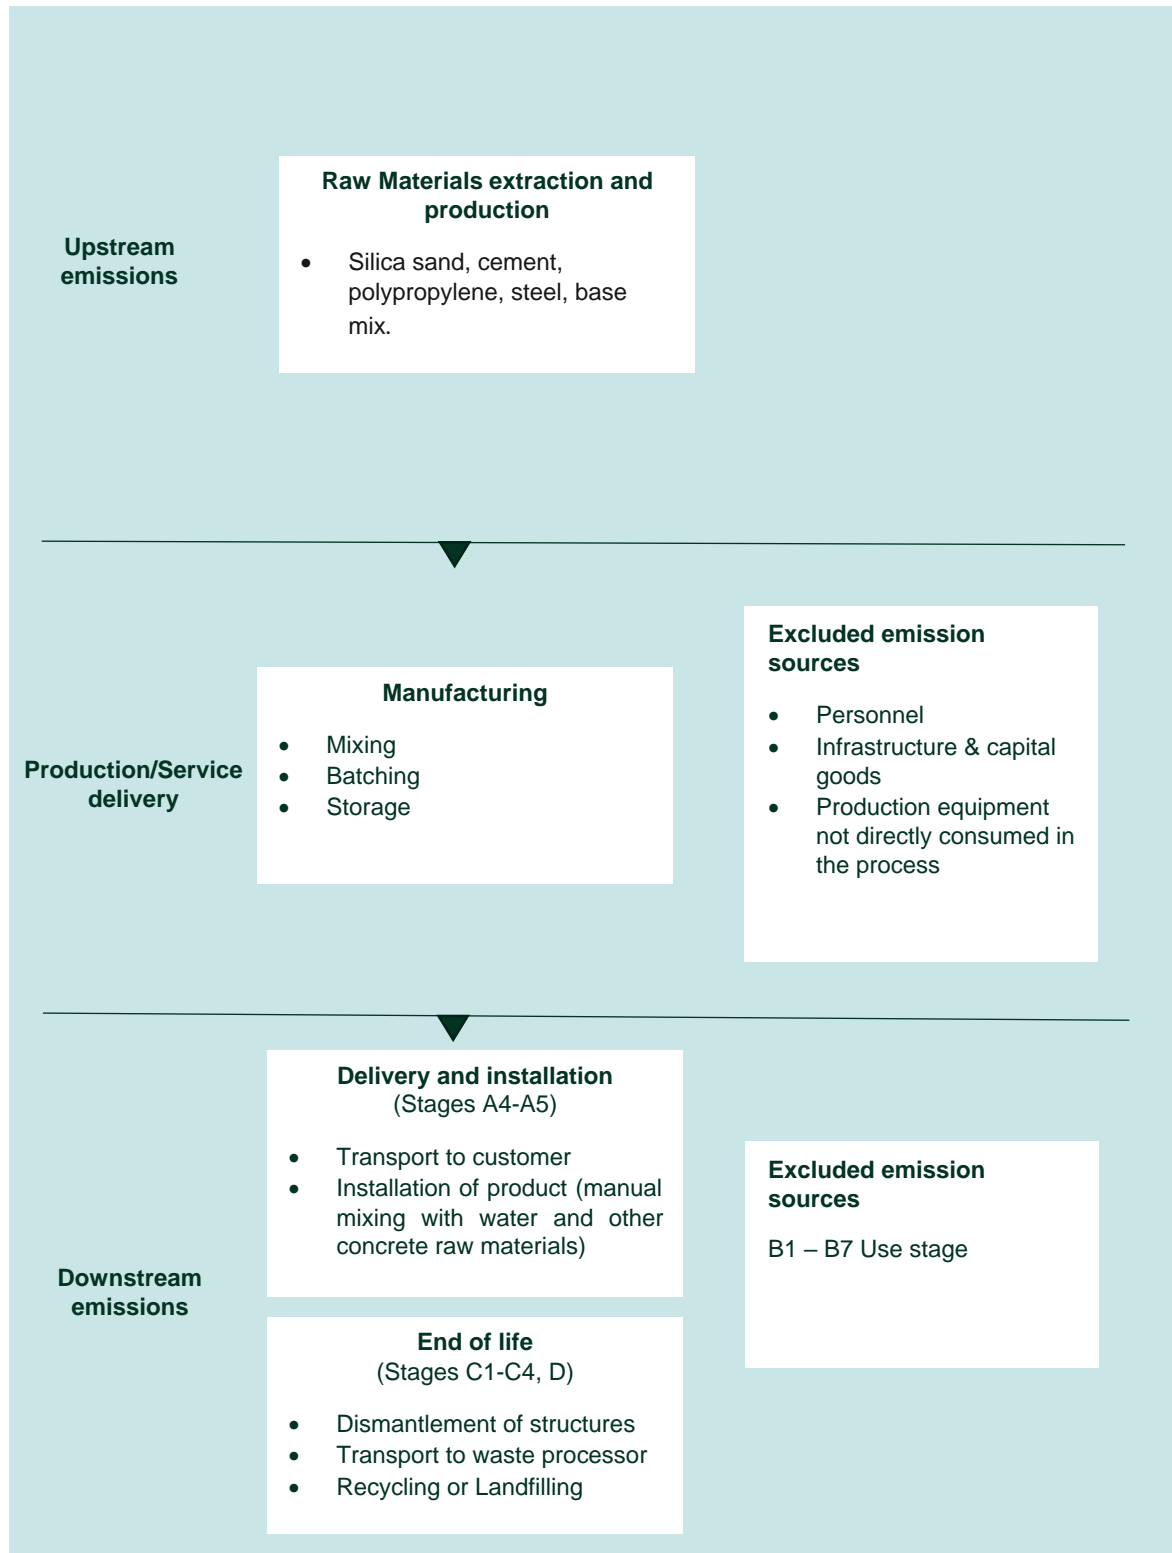 Upstream
emissions
Raw Materials extraction and
production
• Silica sand, cement,
polypropylene, steel, base
mix.
Production/Service
delivery
Manufacturing
• Mixing
• Batching
• Storage
Excluded emission
sources
• Personnel
• Infrastructure & capital
goods
• Production equipment
not directly consumed in
the process
Downstream
emissions
Delivery and installation
(Stages A4-A5)
• Transport to customer
• Installation of product (manual
mixing with water and other
concrete raw materials)
End of life
(Stages C1-C4, D)
• Dismantlement of structures
• Transport to waste processor
• Recycling or Landfilling
Excluded emission
sources
B1 – B7 Use stage